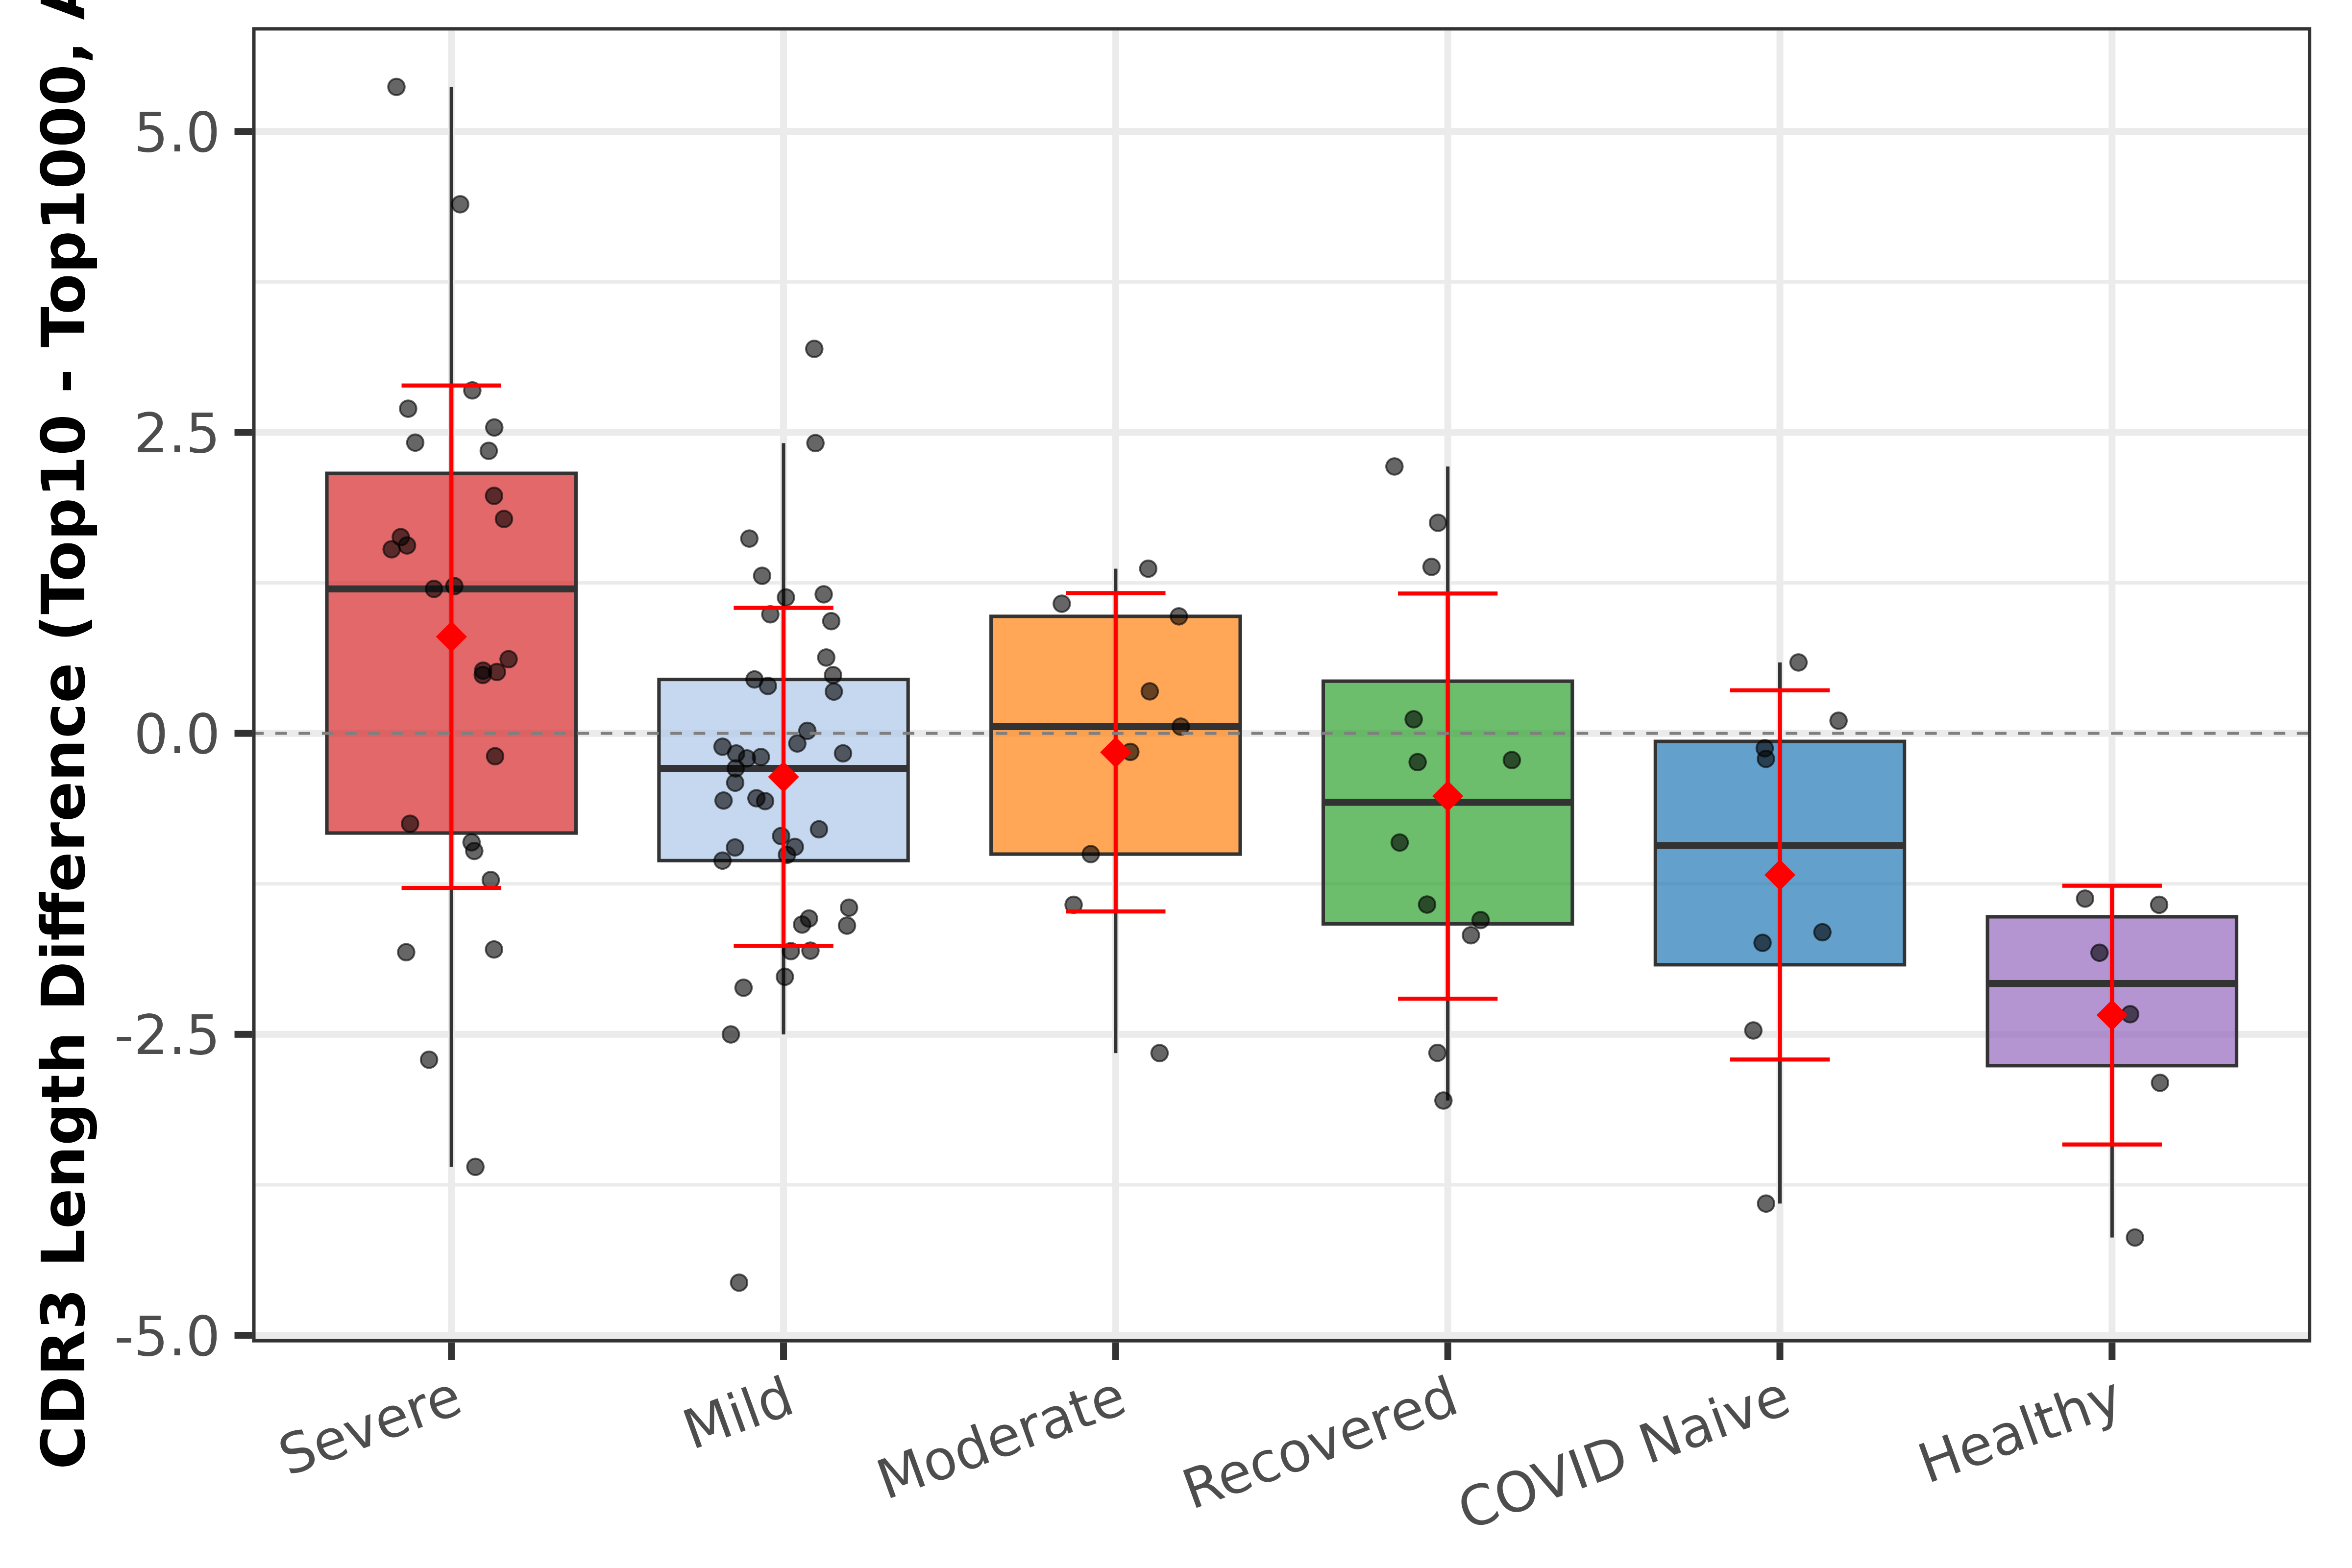 CDR3 Length Difference (Top10 - Top1000,
5.0
2.5
0.0
-2.5
-5.0
Severe
Mild
Moderate
Recovered
COVID Naive
Healthy